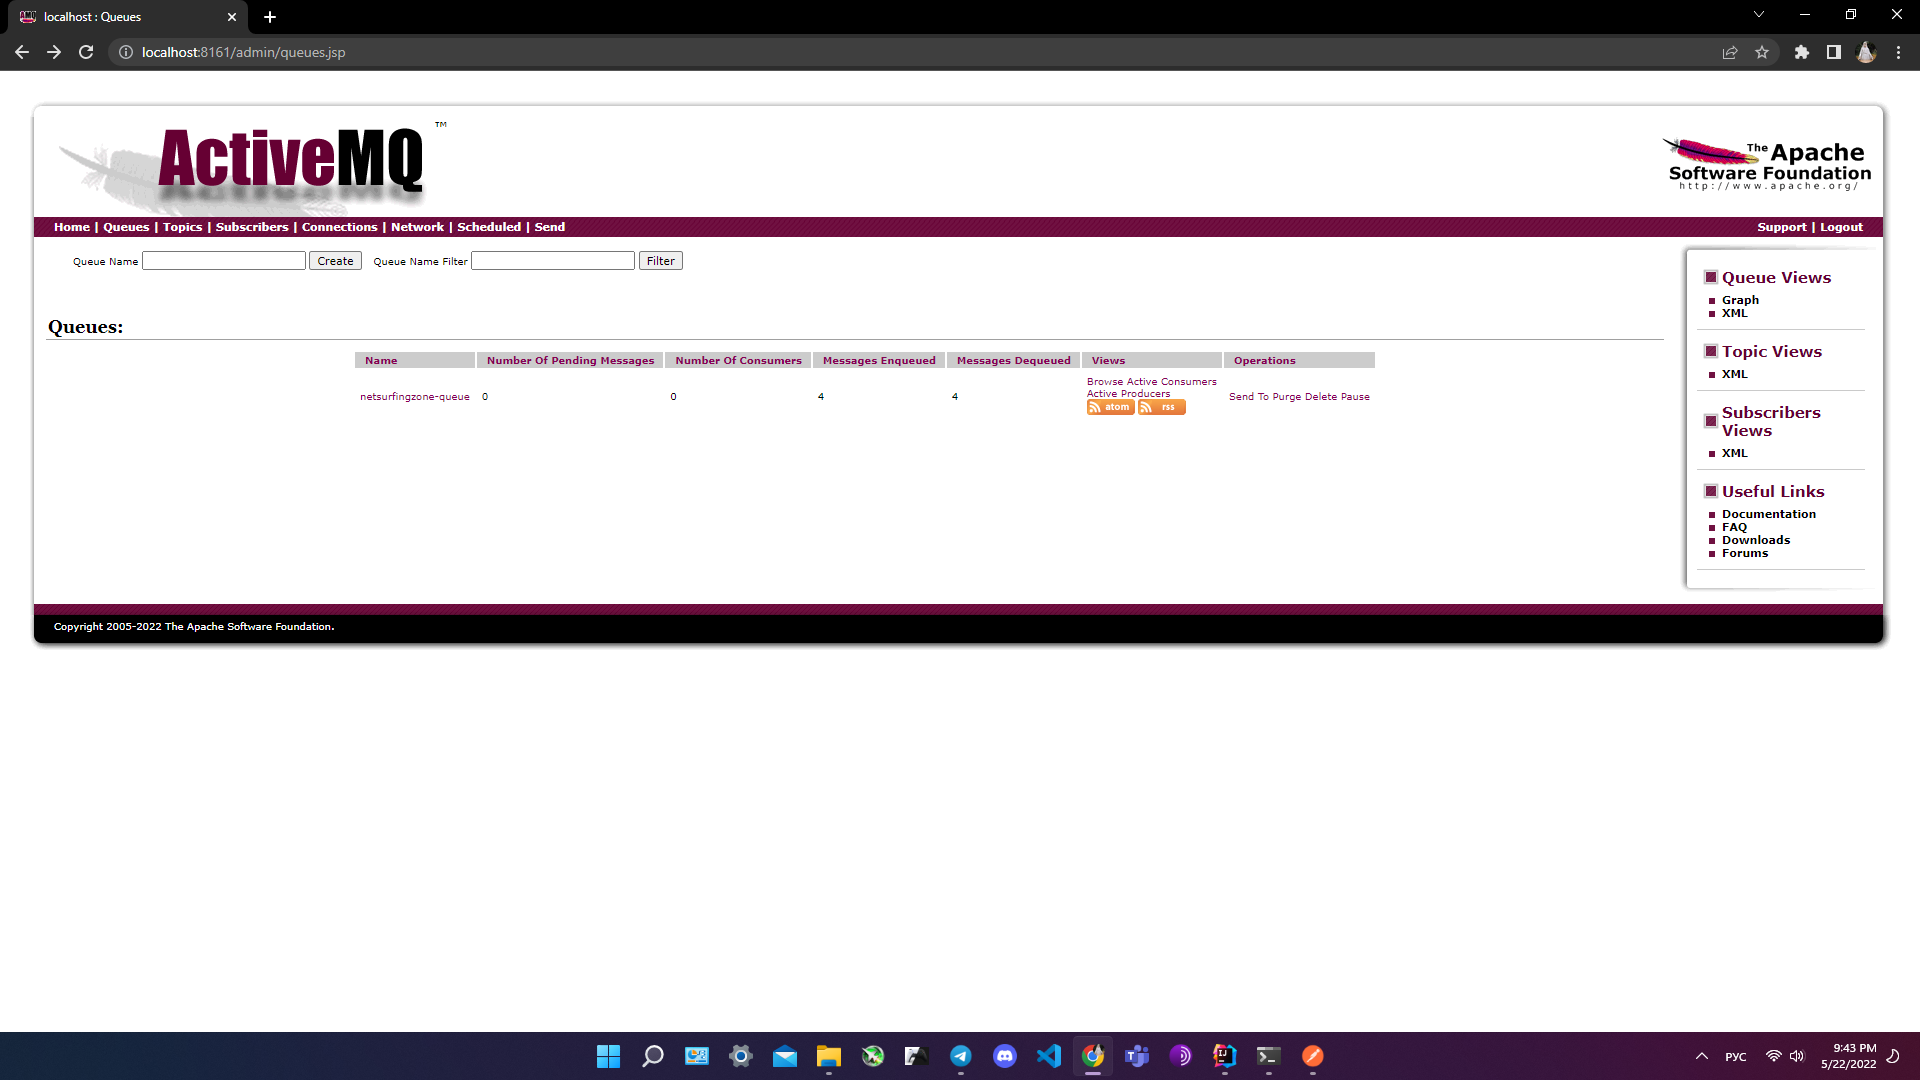 localhost : Queues
localhost:8161/admin/queues.jsp
ActiveMQ ™
The Apache
Software Foundation
http://www.apache.org/
Home | Queues | Topics | Subscribers | Connections | Network | Scheduled | Send
Support | Logout
Queue Name Create Queue Name Filter Filter
Queues:
Name Number Of Pending Messages Number Of Consumers Messages Enqueued Messages Dequeued Views Operations
netsurfingzone-queue 0 0 4 4
Browse Active Consumers
Active Producers
atom rss
Send To Purge Delete Pause
Queue Views
Graph
XML
Topic Views
XML
Subscribers
Views
XML
Useful Links
Documentation
FAQ
Downloads
Forums
Copyright 2005-2022 The Apache Software Foundation.
РУС
9:43 PM
5/22/2022